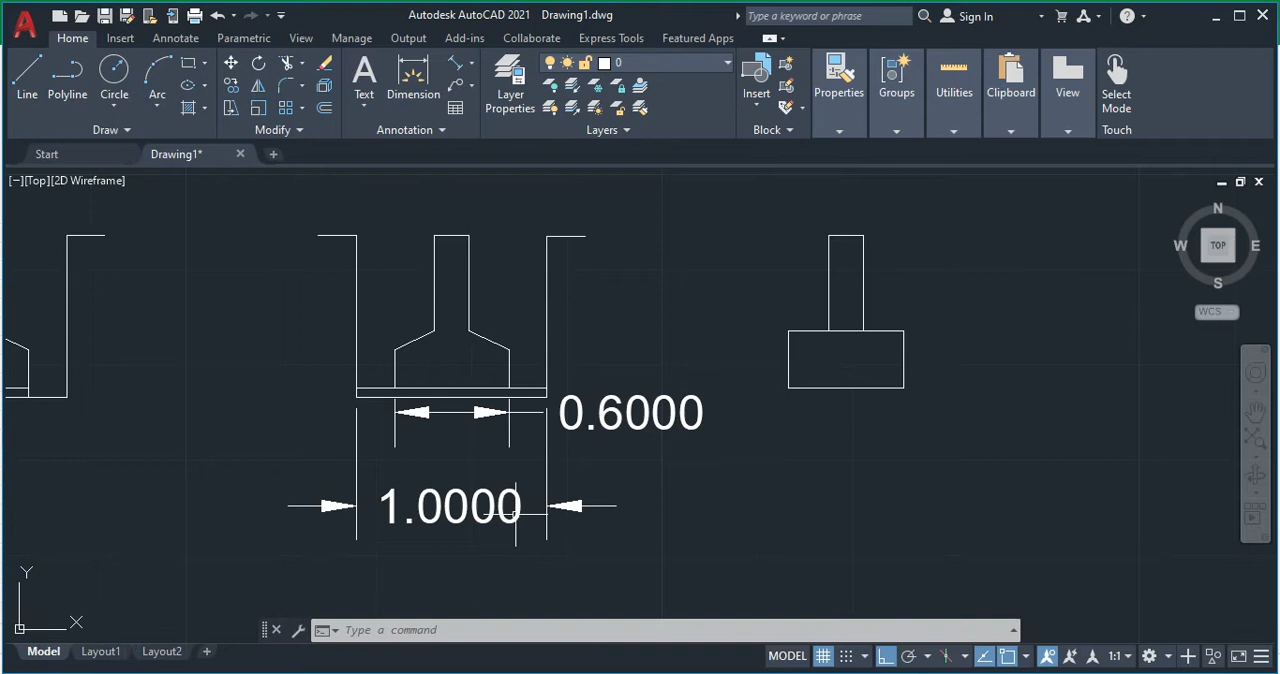 Autodesk AutoCAD 2021 Drawing1.dwg
Type a keyword or phrase
Sign In
Home Insert Annotate Parametric View Manage Output Add-ins Collaborate Express Tools Featured Apps
Line
Polyline
Circle
Arc
Text
Dimension
Layer
Properties
0
Insert
Properties
Groups
Utilities
Clipboard
View
Select
Mode
Draw
Modify
Annotation
Layers
Block
Touch
Start
Drawing1*
[−][Top][2D Wireframe]
N
W
TOP
E
S
WCS
0.6000
1.0000
Y
X
Type a command
Model
Layout1
Layout2
MODEL
1:1